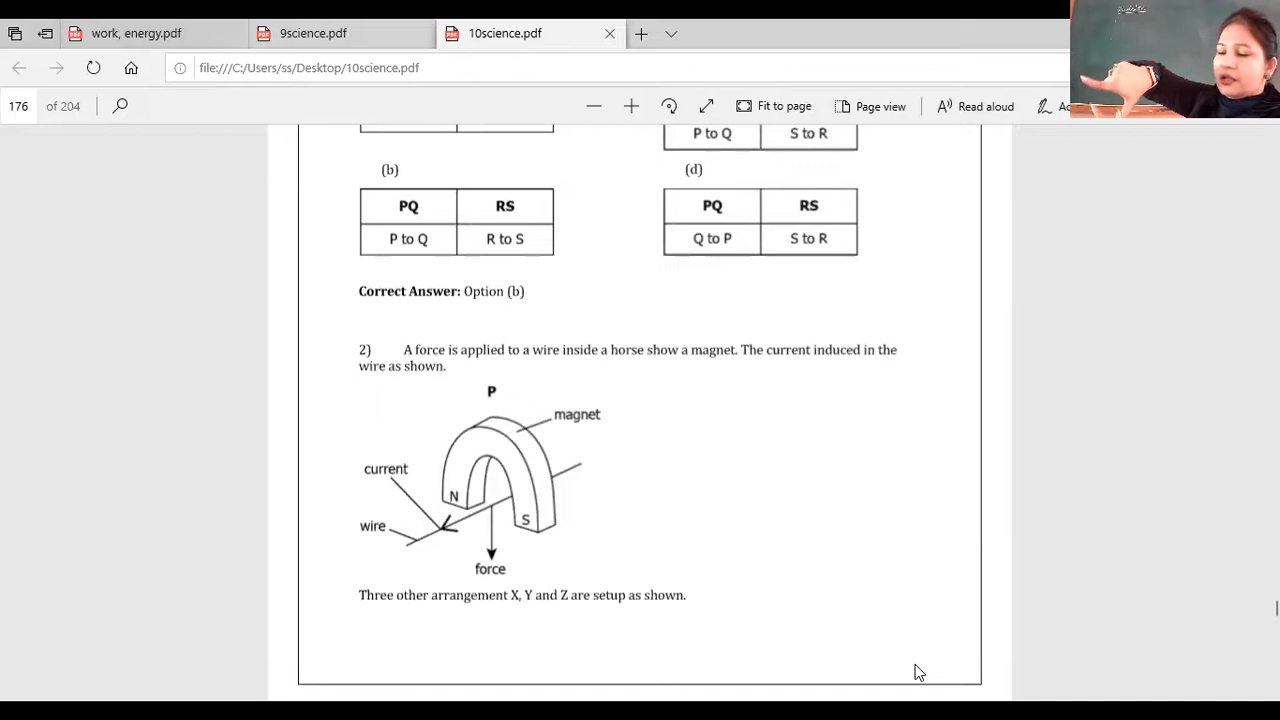 work, energy.pdf
9science.pdf
10science.pdf
file:///C:/Users/ss/Desktop/10science.pdf
176 of 204
Fit to page
Page view
Read aloud
P to Q S to R
(b) (d)
PQ RS PQ RS
P to Q R to S Q to P S to R
Correct Answer: Option (b)
2) A force is applied to a wire inside a horse show a magnet. The current induced in the
wire as shown.
P
magnet
current
N
S
wire
force
Three other arrangement X, Y and Z are setup as shown.